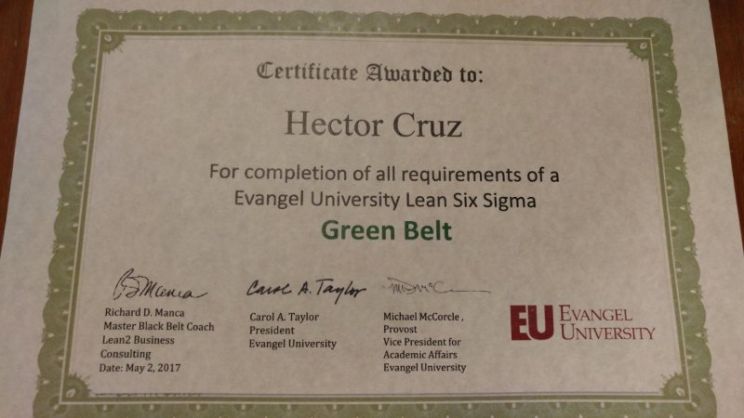 Certificate Awarded to:
Hector Cruz
For completion of all requirements of a
Evangel University Lean Six Sigma
Green Belt
Carol A. Taylor
Richard D. Manca
Master Black Belt Coach
Lean2 Business
Consulting
Date: May 2, 2017
Carol A. Taylor
President
Evangel University
Michael McCorcle ,
Provost
Vice President for
Academic Affairs
Evangel University
EU EVANGEL
UNIVERSITY